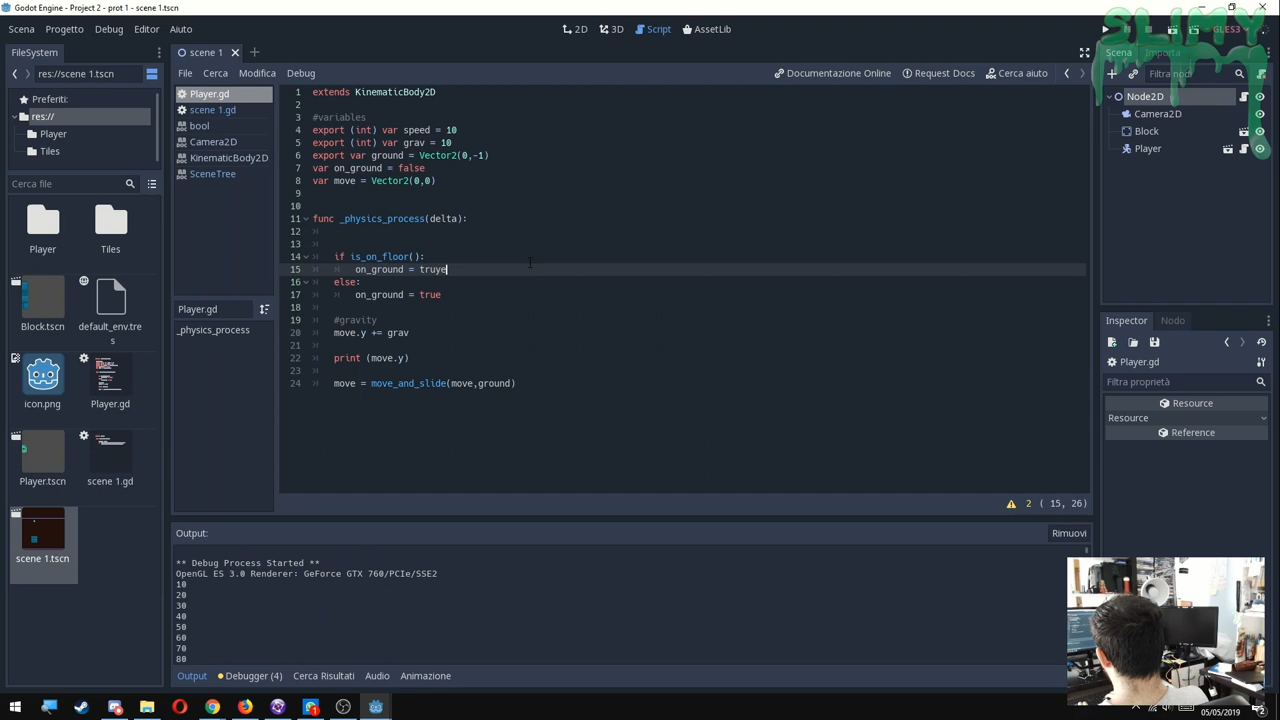 Godot Engine - Project 2 - prot 1 - scene 1.tscn
SLIMY
Scena Progetto Debug Editor Aiuto
2D 3D Script AssetLib
GLES3
FileSystem
res://scene 1.tscn
Preferiti:
res://
Player
Tiles
Cerca file
Player
Tiles
Block.tscn
default_env.tre
s
icon.png
Player.gd
Player.tscn
scene 1.gd
scene 1.tscn
scene 1
File Cerca Modifica Debug
Documentazione Online Request Docs Cerca aiuto
Player.gd
scene 1.gd
bool
Camera2D
KinematicBody2D
SceneTree
Player.gd
_physics_process
1 extends KinematicBody2D
2
3 #variables
4 export (int) var speed = 10
5 export (int) var grav = 10
6 export var ground = Vector2(0,-1)
7 var on_ground = false
8 var move = Vector2(0,0)
9
10
11 func _physics_process(delta):
12
13
14 if is_on_floor():
15 on_ground = truye
16 else:
17 on_ground = true
18
19 #gravity
20 move.y += grav
21
22 print (move.y)
23
24 move = move_and_slide(move,ground)
2 ( 15, 26)
Output:
Rimuovi
** Debug Process Started **
OpenGL ES 3.0 Renderer: GeForce GTX 760/PCIe/SSE2
10
20
30
40
50
60
70
80
Output Debugger (4) Cerca Risultati Audio Animazione
Scena Importa
Filtra nodi
Node2D
Camera2D
Block
Player
Inspector Nodo
Player.gd
Filtra proprietà
Resource
Resource
Reference
05/05/2019
2